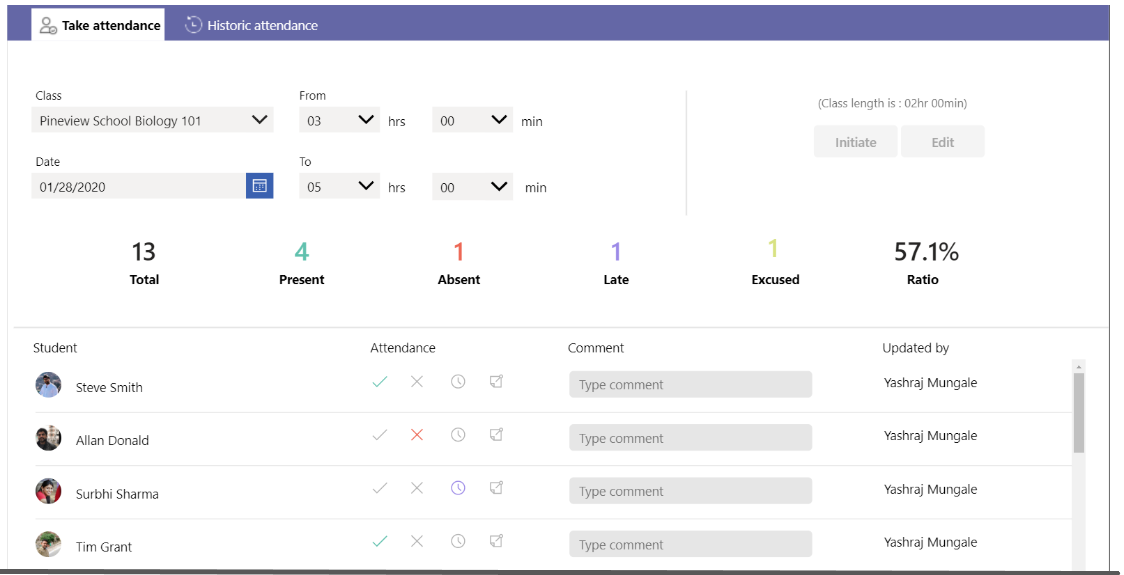 Take attendance Historic attendance
Class From
(Class length is : 02hr 00min)
Pineview School Biology 101 03 hrs 00 min
Initiate Edit
Date To
01/28/2020 05 hrs 00 min
13 4 1 1 1 57.1%
Total Present Absent Late Excused Ratio
Student Attendance Comment Updated by
Steve Smith Type comment Yashraj Mungale
Allan Donald Type comment Yashraj Mungale
Surbhi Sharma Type comment Yashraj Mungale
Tim Grant Type comment Yashraj Mungale